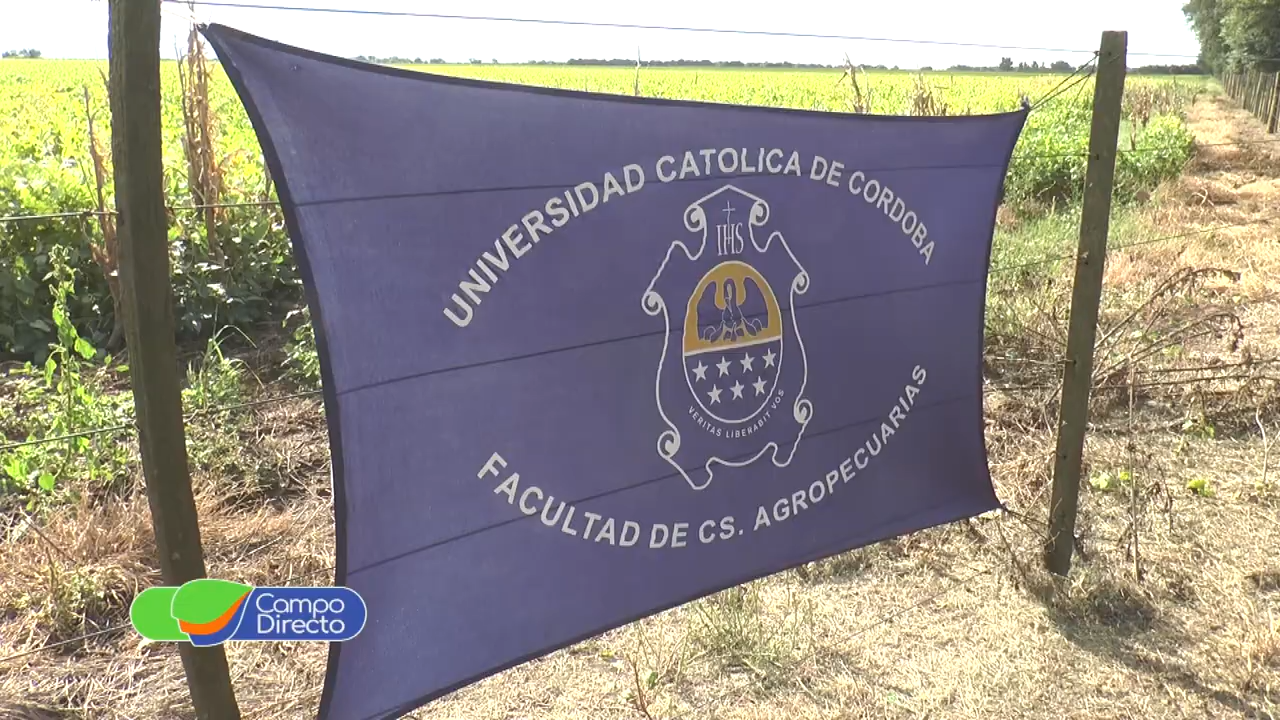 UNIVERSIDAD CATOLICA DE CORDOBA
IHS
VERITAS LIBERABIT VOS
FACULTAD DE CS. AGROPECUARIAS
Campo
Directo